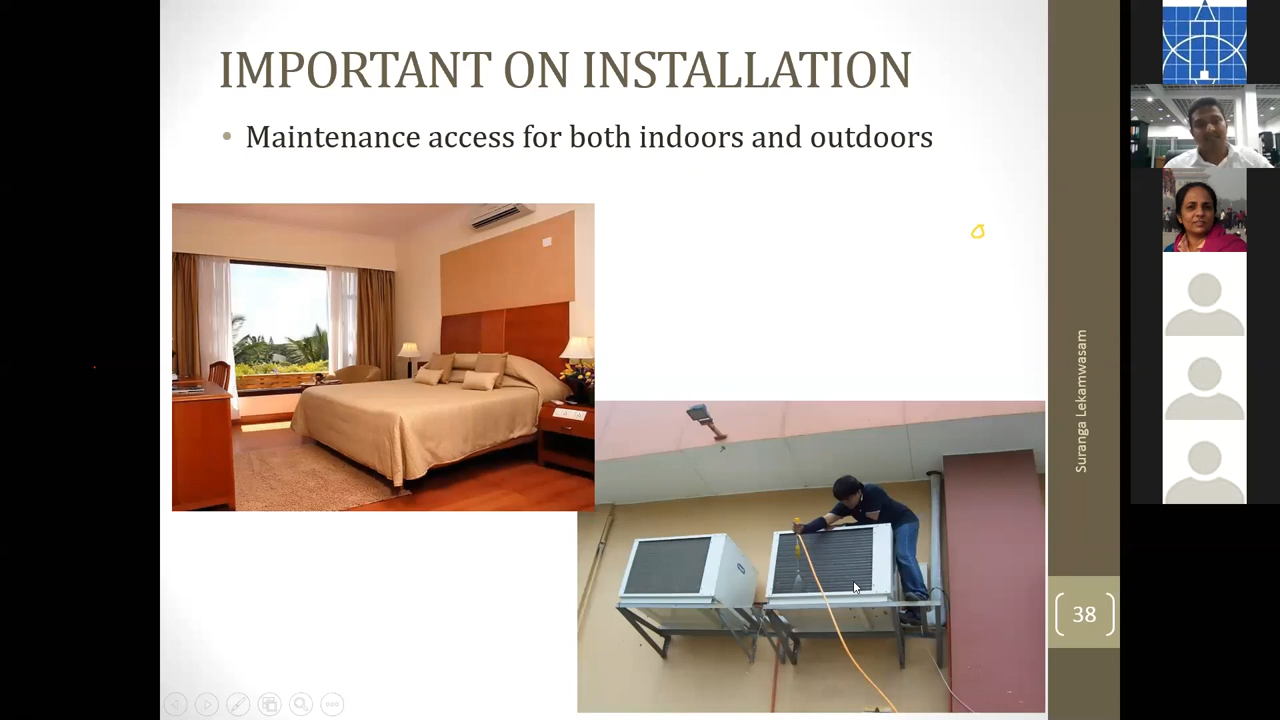 IMPORTANT ON INSTALLATION
• Maintenance access for both indoors and outdoors
Suranga Lekamwasam
38